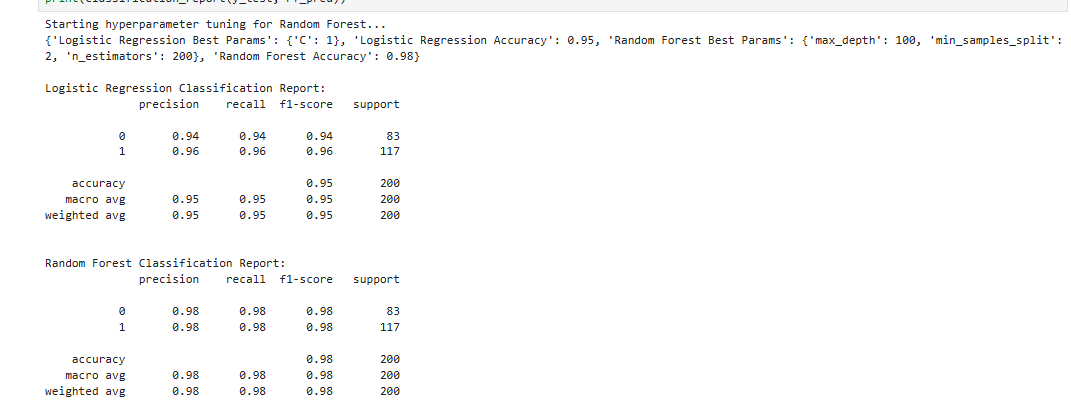 Starting hyperparameter tuning for Random Forest...
{'Logistic Regression Best Params': {'C': 1}, 'Logistic Regression Accuracy': 0.95, 'Random Forest Best Params': {'max_depth': 100, 'min_samples_split':
2, 'n_estimators': 200}, 'Random Forest Accuracy': 0.98}
Logistic Regression Classification Report:
precision recall f1-score support
0 0.94 0.94 0.94 83
1 0.96 0.96 0.96 117
accuracy 0.95 200
macro avg 0.95 0.95 0.95 200
weighted avg 0.95 0.95 0.95 200
Random Forest Classification Report:
precision recall f1-score support
0 0.98 0.98 0.98 83
1 0.98 0.98 0.98 117
accuracy 0.98 200
macro avg 0.98 0.98 0.98 200
weighted avg 0.98 0.98 0.98 200